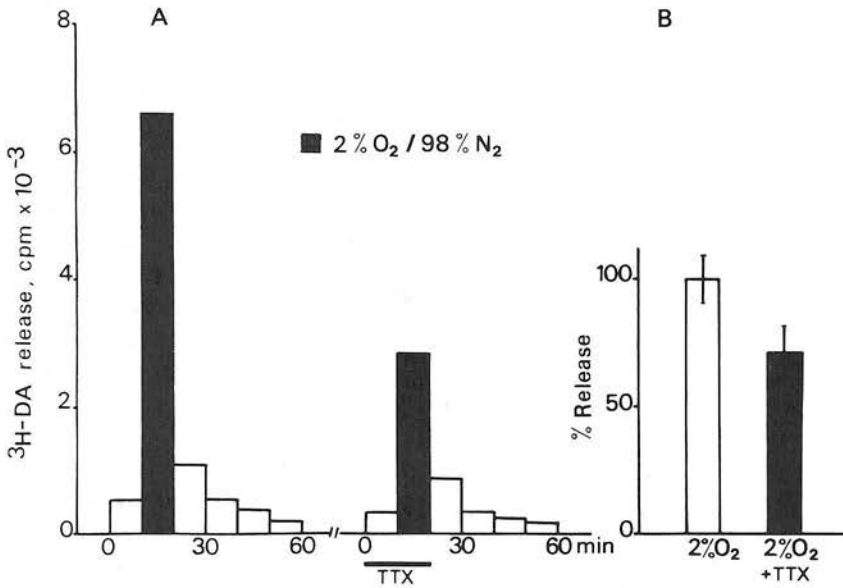 A
B
8
6
4
2
0
³H-DA release, cpm x 10⁻³
2 % O₂ / 98 % N₂
0 30 60 0 30 60 min
TTX
100
50
0
% Release
2%O₂ 2%O₂
+TTX